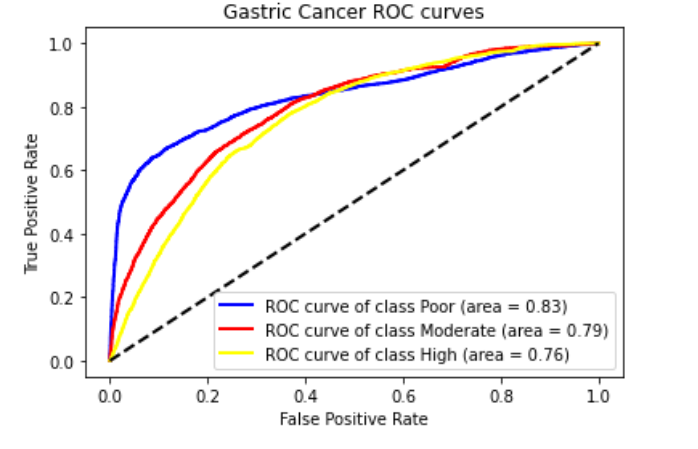 Gastric Cancer ROC curves
True Positive Rate
1.0
0.8
0.6
0.4
0.2
0.0
ROC curve of class Poor (area = 0.83)
ROC curve of class Moderate (area = 0.79)
ROC curve of class High (area = 0.76)
0.0 0.2 0.4 0.6 0.8 1.0
False Positive Rate